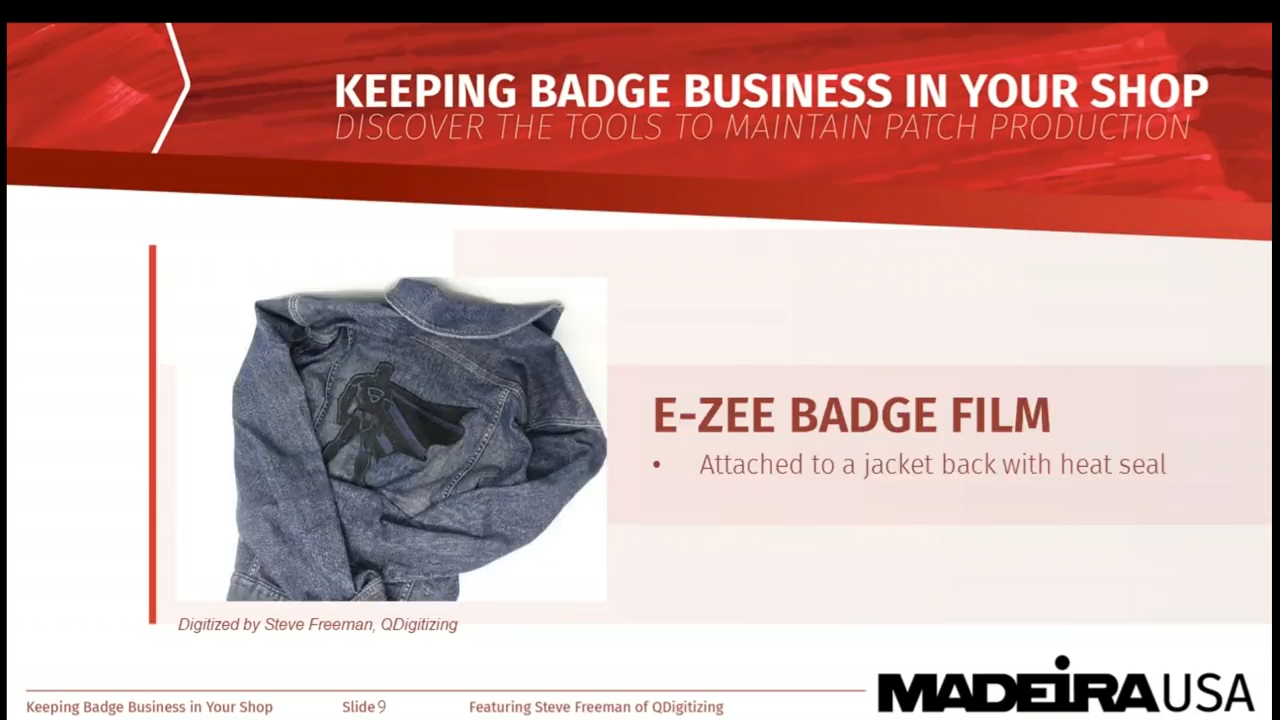 KEEPING BADGE BUSINESS IN YOUR SHOP
DISCOVER THE TOOLS TO MAINTAIN PATCH PRODUCTION
E-ZEE BADGE FILM
• Attached to a jacket back with heat seal
Digitized by Steve Freeman, QDigitizing
Keeping Badge Business in Your Shop Slide 9 Featuring Steve Freeman of QDigitizing
MADEIRA USA